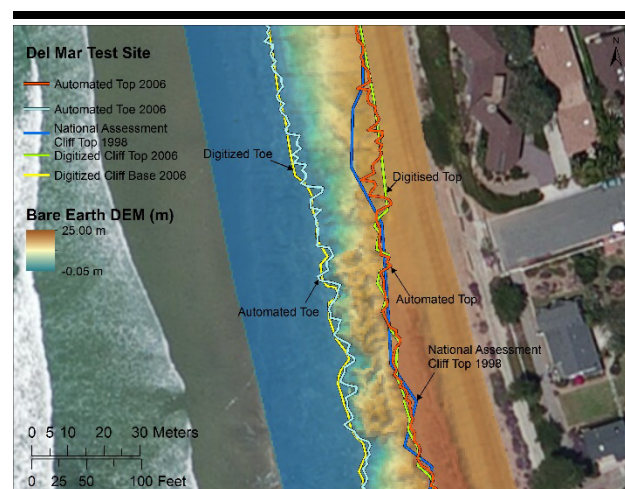 Del Mar Test Site
Automated Top 2006
Automated Toe 2006
National Assessment
Cliff Top 1998
Digitized Cliff Top 2006
Digitized Cliff Base 2006
Bare Earth DEM (m)
25.00 m
-0.05 m
N
Digitized Toe
Digitised Top
Automated Toe
Automated Top
National Assessment
Cliff Top 1998
0 5 10 20 30 Meters
0 25 50 100 Feet